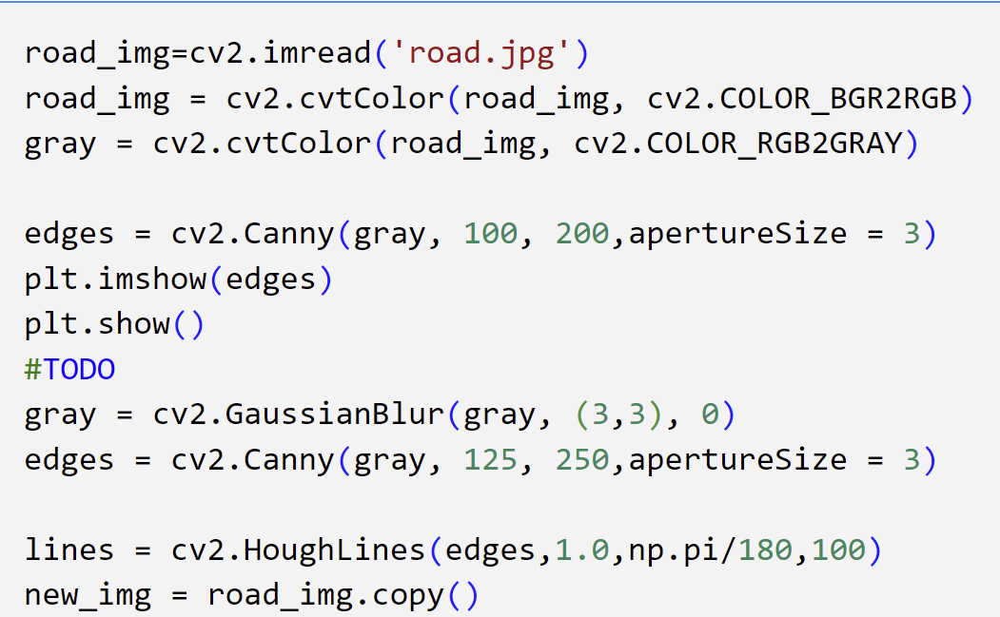 road_img=cv2.imread('road.jpg')
road_img = cv2.cvtColor(road_img, cv2.COLOR_BGR2RGB)
gray = cv2.cvtColor(road_img, cv2.COLOR_RGB2GRAY)
edges = cv2.Canny(gray, 100, 200,apertureSize = 3)
plt.imshow(edges)
plt.show()
#TODO
gray = cv2.GaussianBlur(gray, (3,3), 0)
edges = cv2.Canny(gray, 125, 250,apertureSize = 3)
lines = cv2.HoughLines(edges,1.0,np.pi/180,100)
new_img = road_img.copy()